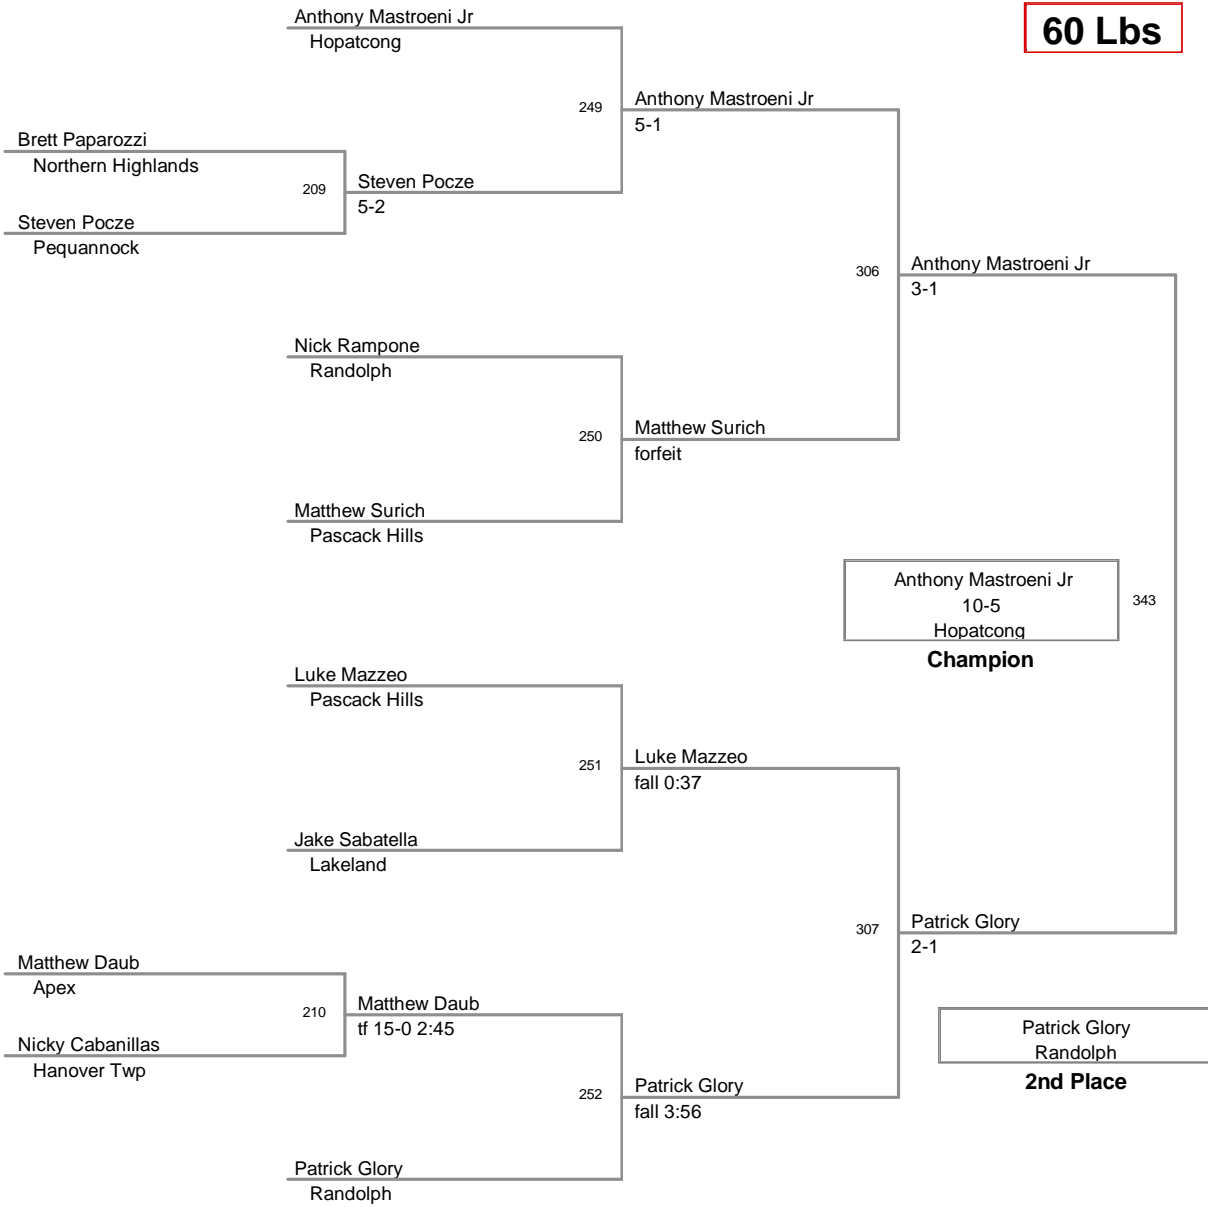 Anthony Mastroeni Jr
Hopatcong
60 Lbs
249
Anthony Mastroeni Jr
5-1
Brett Paparozzi
Northern Highlands
209
Steven Pocze
5-2
Steven Pocze
Pequannock
306
Anthony Mastroeni Jr
3-1
Nick Rampone
Randolph
250
Matthew Surich
forfeit
Matthew Surich
Pascack Hills
Anthony Mastroeni Jr
10-5
Hopatcong
Champion
343
Luke Mazzeo
Pascack Hills
251
Luke Mazzeo
fall 0:37
Jake Sabatella
Lakeland
307
Patrick Glory
2-1
Matthew Daub
Apex
210
Matthew Daub
tf 15-0 2:45
Nicky Cabanillas
Hanover Twp
Patrick Glory
Randolph
2nd Place
252
Patrick Glory
fall 3:56
Patrick Glory
Randolph